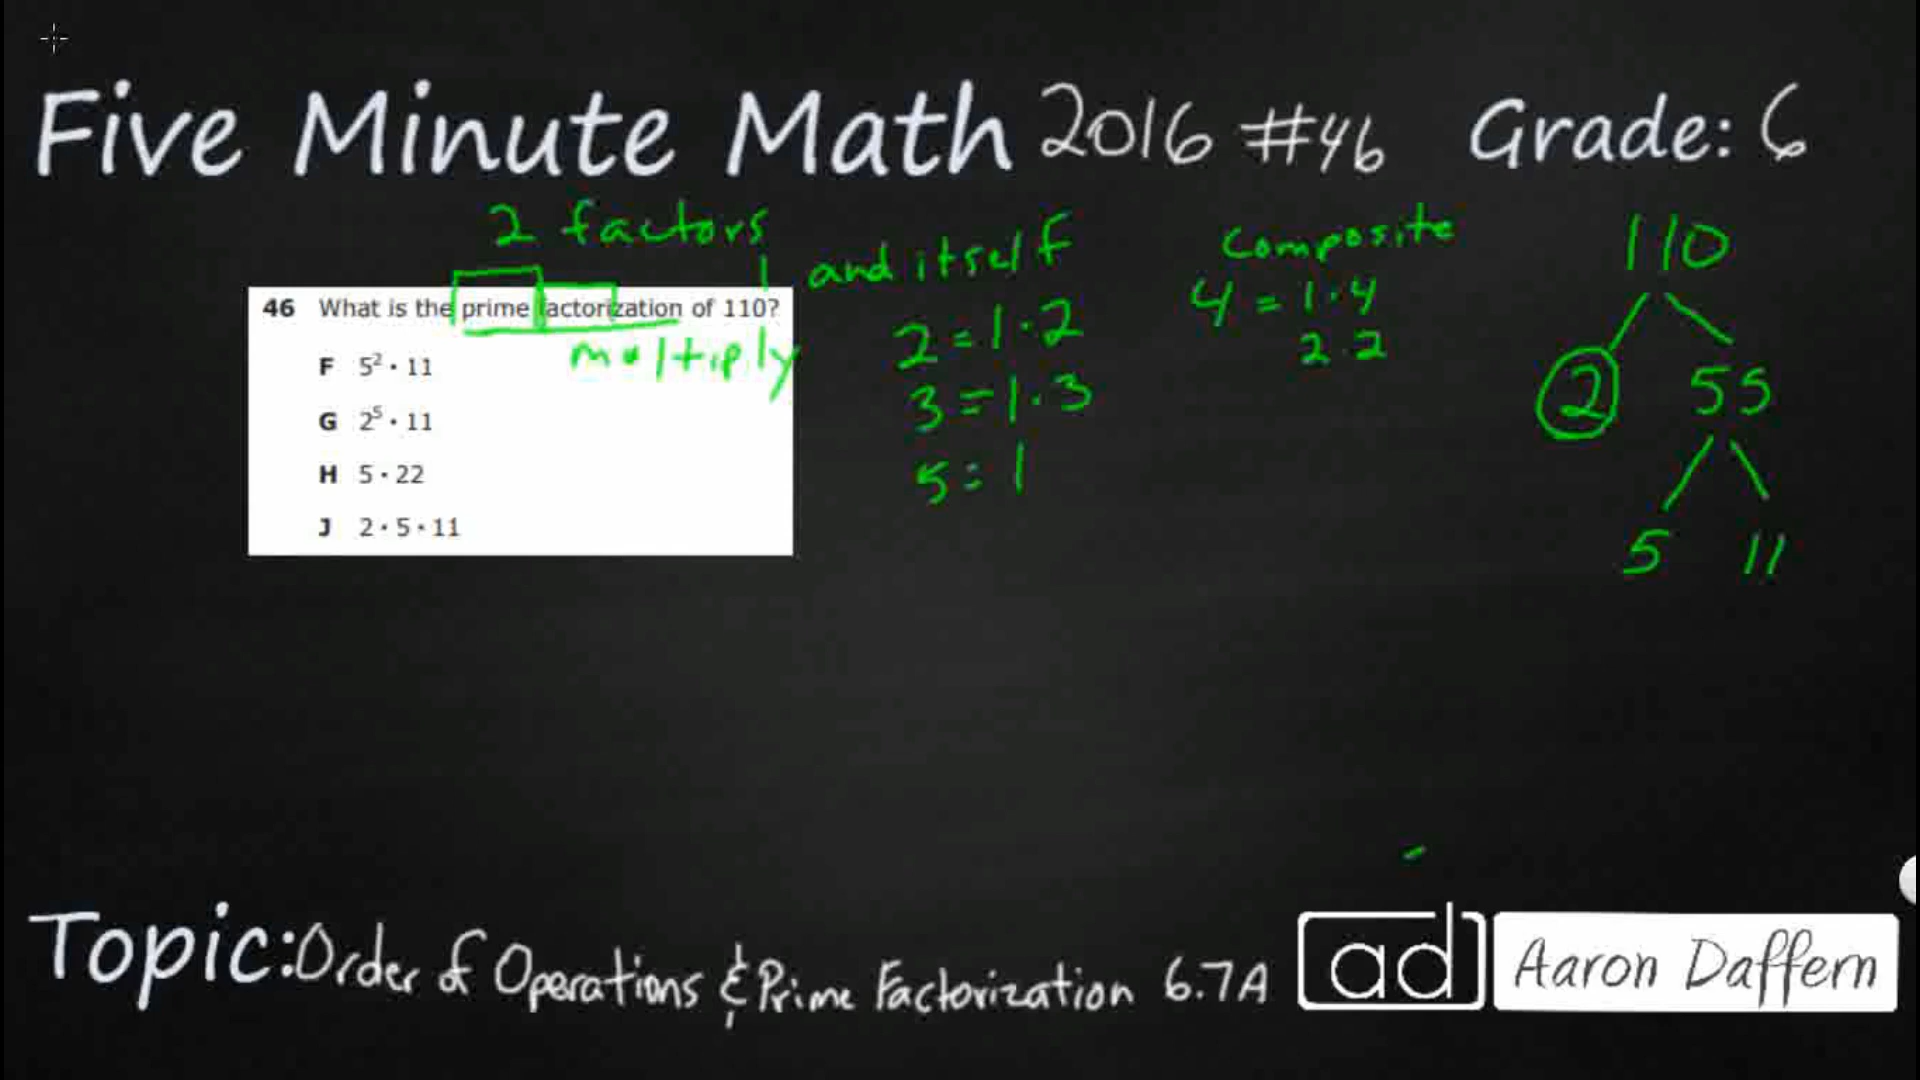 Five Minute Math 2016 #46 Grade: 6
2 factors
1 and itself
46 What is the prime factorization of 110?
multiply
F 5² · 11
G 2⁵ · 11
H 5 · 22
J 2 · 5 · 11
2 = 1 · 2
3 = 1 · 3
5 = 1
composite
4 = 1 · 4
2 · 2
110
2 55
5 11
Topic: Order of Operations & Prime Factorization 6.7A
ad Aaron Daffern